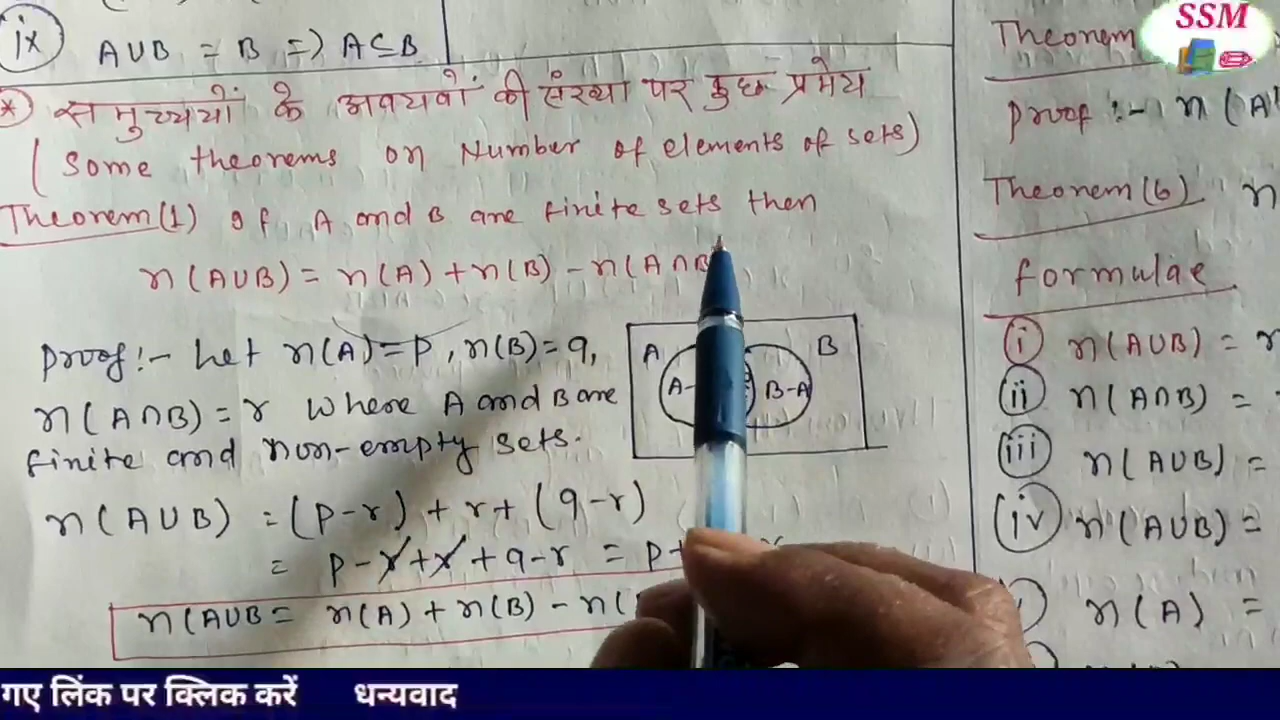 ix A∪B = B => A⊆B
* समुच्चयों के अवयवों की संख्या पर कुछ प्रमेय
(Some theorems on Number of elements of sets)
Theorem(1) If A and B are finite sets then
n(A∪B) = n(A) + n(B) - n(A∩B
Proof :- Let n(A) = p, n(B) = q,
n(A∩B) = r where A and B are
finite and non-empty sets.
A B
A- B-A
n(A∪B) = (p-r) + r + (q-r)
= p-r+r+q-r = p+
n(A∪B = n(A) + n(B) - n(
Theorem
Proof :- n(A
Theorem(6) n
formulae
i n(A∪B) =
ii n(A∩B) =
iii n(A∪B) =
iv n(A∪B) =
n(A) =
SSM
गए लिंक पर क्लिक करें धन्यवाद